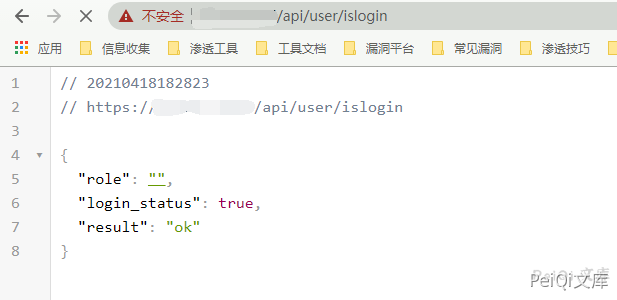 不安全 /api/user/islogin
应用 信息收集 渗透工具 工具文档 漏洞平台 常见漏洞 渗透技巧
1 // 20210418182823
2 // https:// /api/user/islogin
3
4 {
5 "role": "",
6 "login_status": true,
7 "result": "ok"
8 }
PeiQi 文库
PeiQi文库